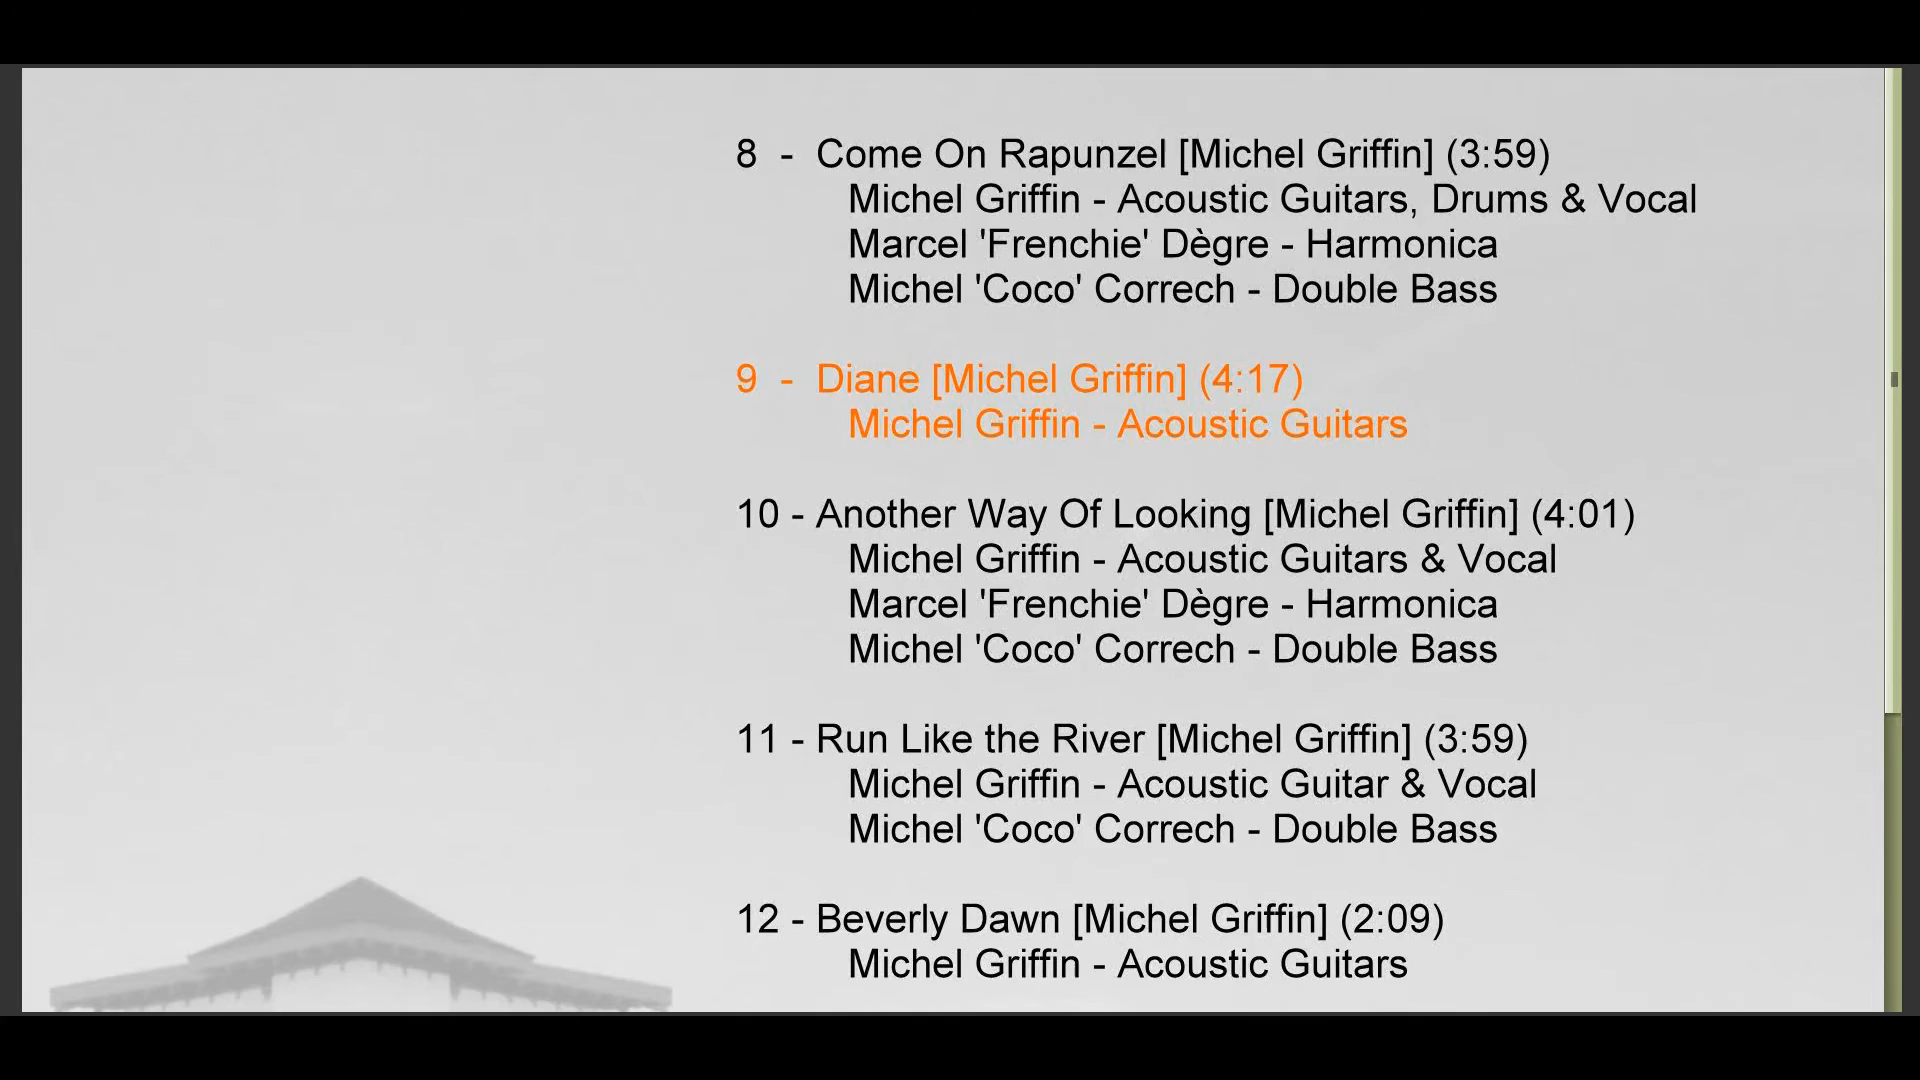 8 - Come On Rapunzel [Michel Griffin] (3:59)
Michel Griffin - Acoustic Guitars, Drums & Vocal
Marcel 'Frenchie' Dègre - Harmonica
Michel 'Coco' Correch - Double Bass
9 - Diane [Michel Griffin] (4:17)
Michel Griffin - Acoustic Guitars
10 - Another Way Of Looking [Michel Griffin] (4:01)
Michel Griffin - Acoustic Guitars & Vocal
Marcel 'Frenchie' Dègre - Harmonica
Michel 'Coco' Correch - Double Bass
11 - Run Like the River [Michel Griffin] (3:59)
Michel Griffin - Acoustic Guitar & Vocal
Michel 'Coco' Correch - Double Bass
12 - Beverly Dawn [Michel Griffin] (2:09)
Michel Griffin - Acoustic Guitars